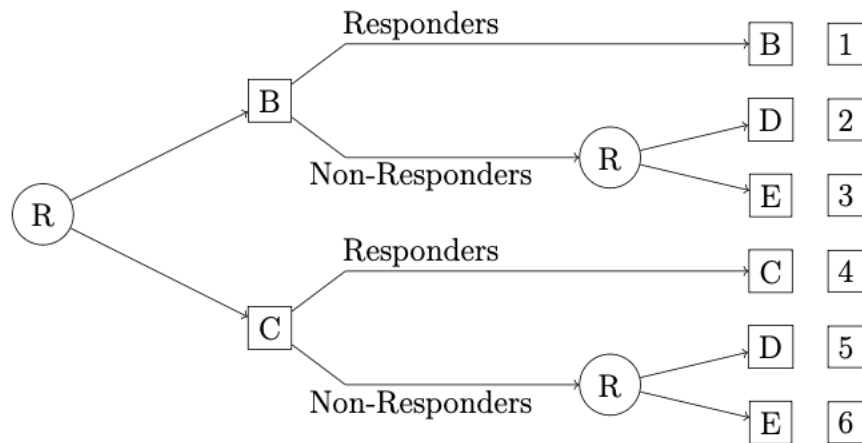 Responders
B 1
B
D 2
R
Non-Responders
E 3
R
Responders
C 4
C
D 5
R
Non-Responders
E 6